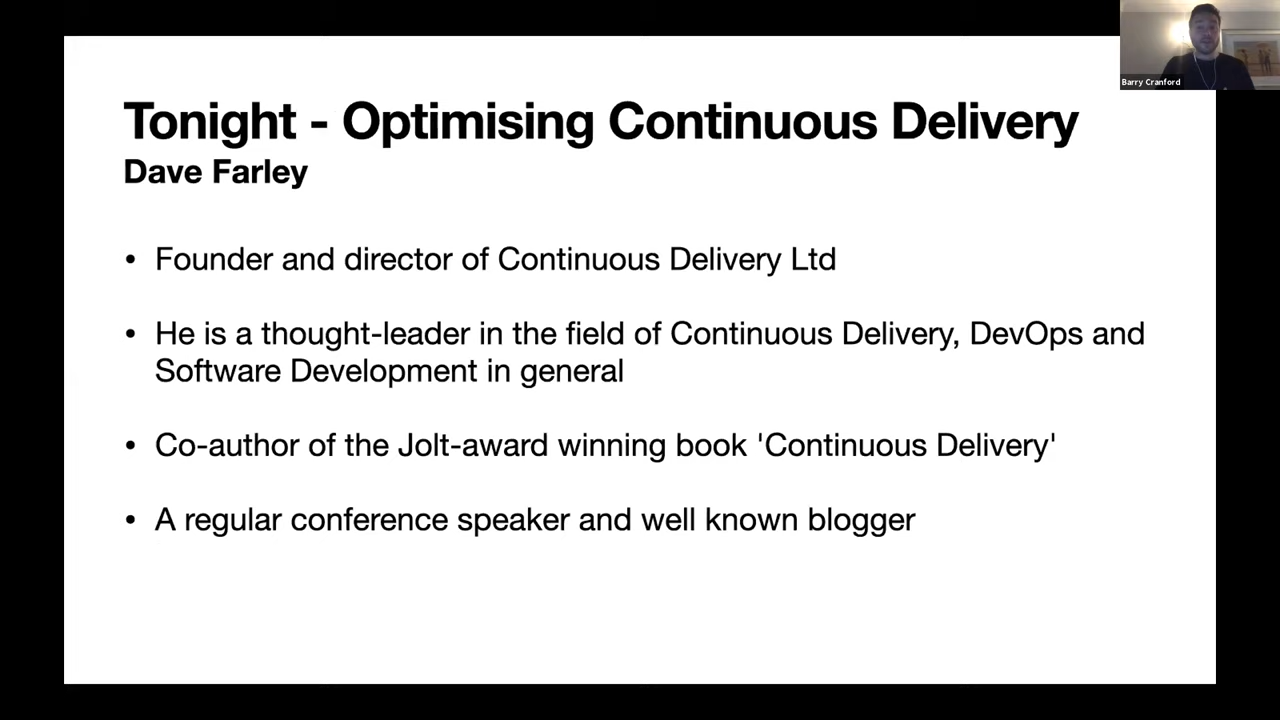 Barry Cranford
Tonight - Optimising Continuous Delivery
Dave Farley
• Founder and director of Continuous Delivery Ltd
• He is a thought-leader in the field of Continuous Delivery, DevOps and
Software Development in general
• Co-author of the Jolt-award winning book 'Continuous Delivery'
• A regular conference speaker and well known blogger